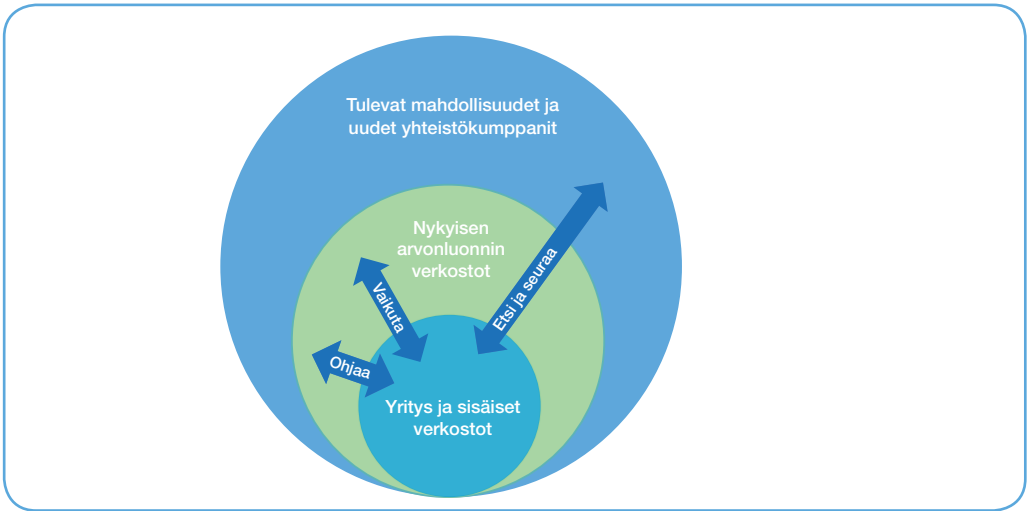 Tulevat mahdollisuudet ja
uudet yhteistökumppanit
Nykyisen
arvonluonnin
verkostot
Etsi ja seuraa
Vaikuta
Ohjaa
Yritys ja sisäiset
verkostot